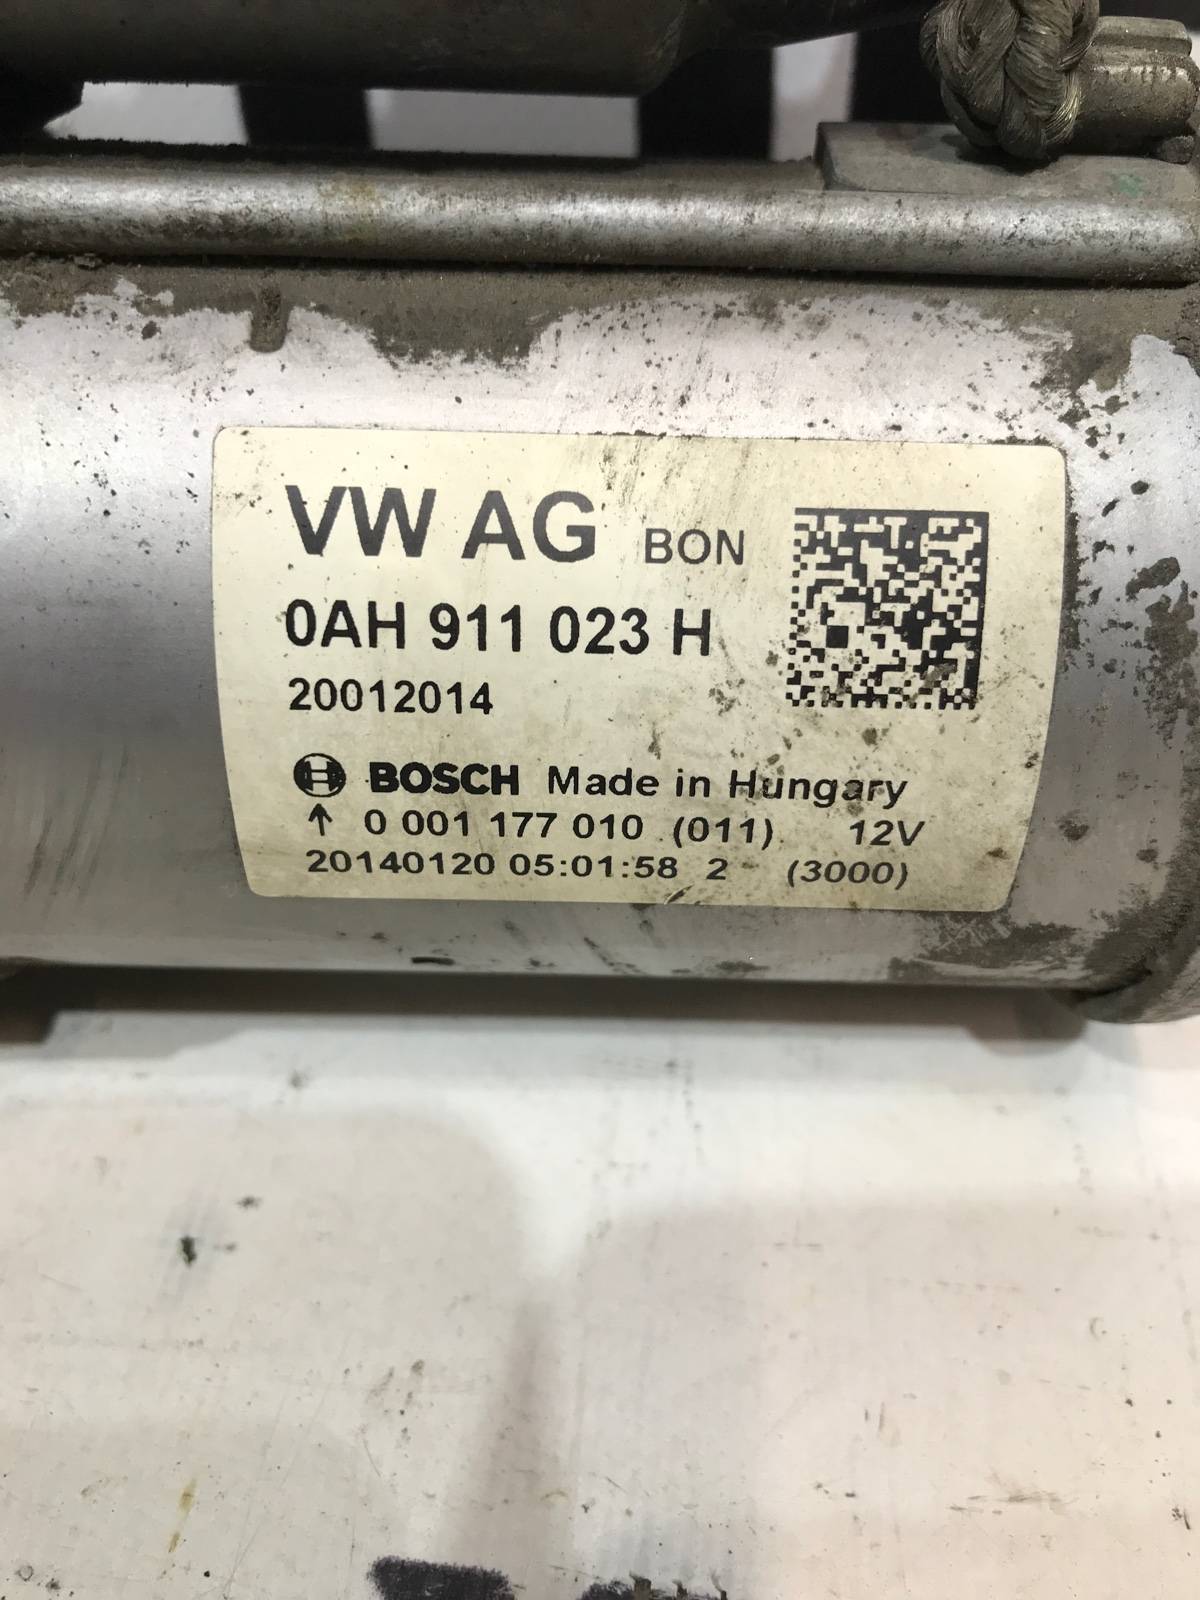 VW AG BON
0AH 911 023 H
20012014
BOSCH Made in Hungary
↑ 0 001 177 010 (011) 12V
20140120 05:01:58 2 (3000)